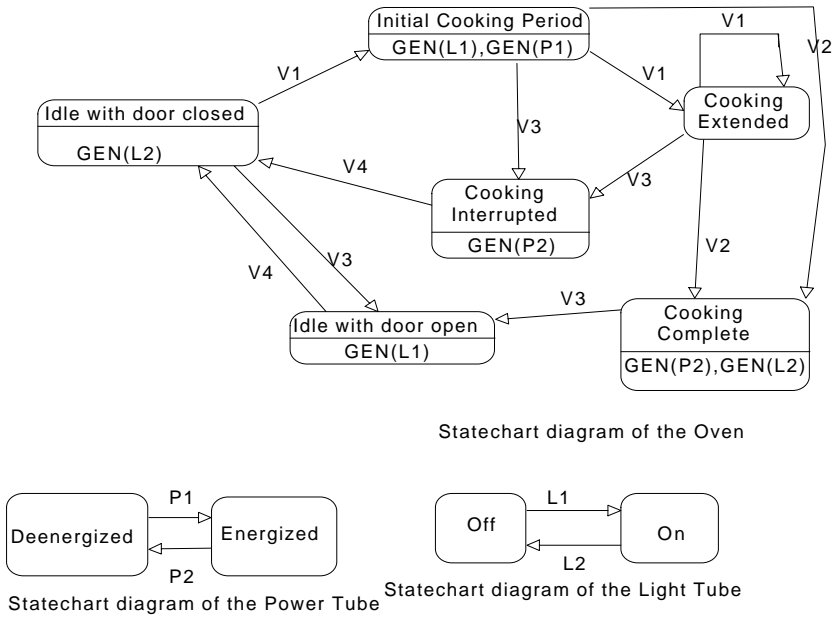 Initial Cooking Period
GEN(L1),GEN(P1)
V1
V2
V1
V1
Cooking
Extended
Idle with door closed
GEN(L2)
V3
V4
Cooking
Interrupted
GEN(P2)
V3
V2
V4
V3
V3
Idle with door open
GEN(L1)
Cooking
Complete
GEN(P2),GEN(L2)
Statechart diagram of the Oven
P1
Deenergized
Energized
P2
Statechart diagram of the Power Tube
L1
Off
On
L2
Statechart diagram of the Light Tube